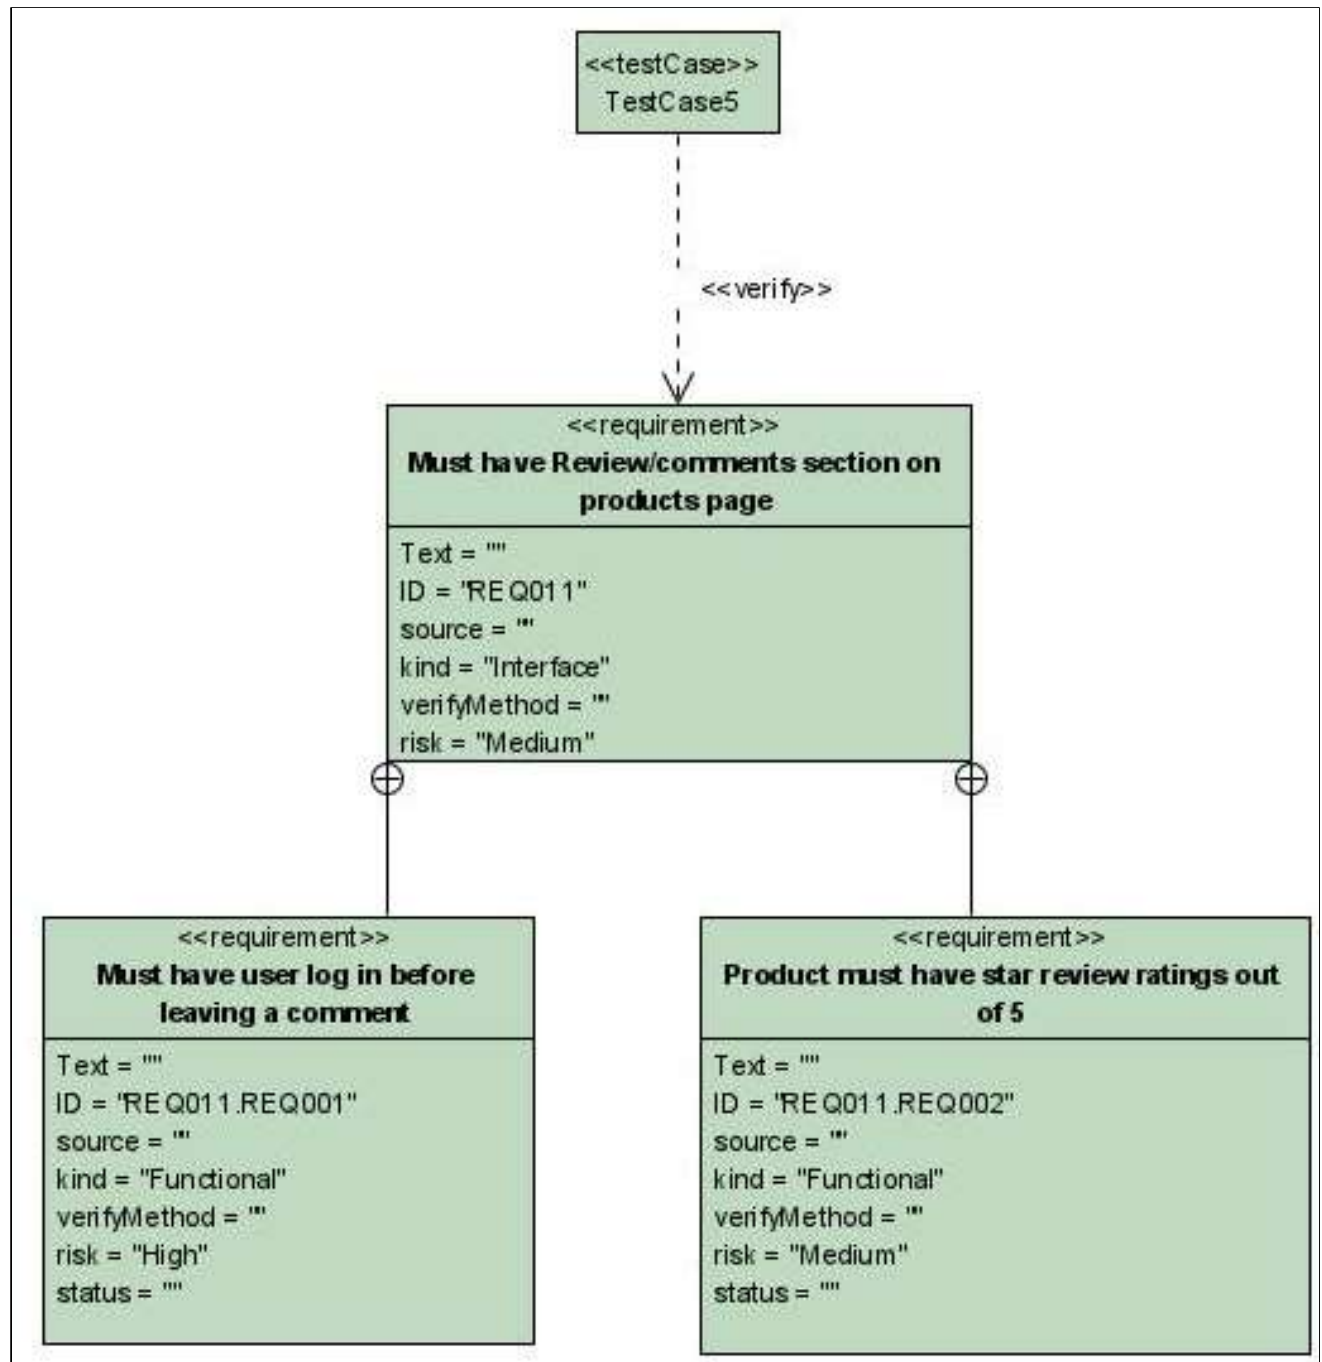 <<testCase>>
TestCase5
<<verify>>
<<requirement>>
Must have Review/comments section on
products page
Text = ""
ID = "REQ011"
source = ""
kind = "Interface"
verifyMethod = ""
risk = "Medium"
<<requirement>>
Must have user log in before
leaving a comment
Text = ""
ID = "REQ011.REQ001"
source = ""
kind = "Functional"
verifyMethod = ""
risk = "High"
status = ""
<<requirement>>
Product must have star review ratings out
of 5
Text = ""
ID = "REQ011.REQ002"
source = ""
kind = "Functional"
verifyMethod = ""
risk = "Medium"
status = ""